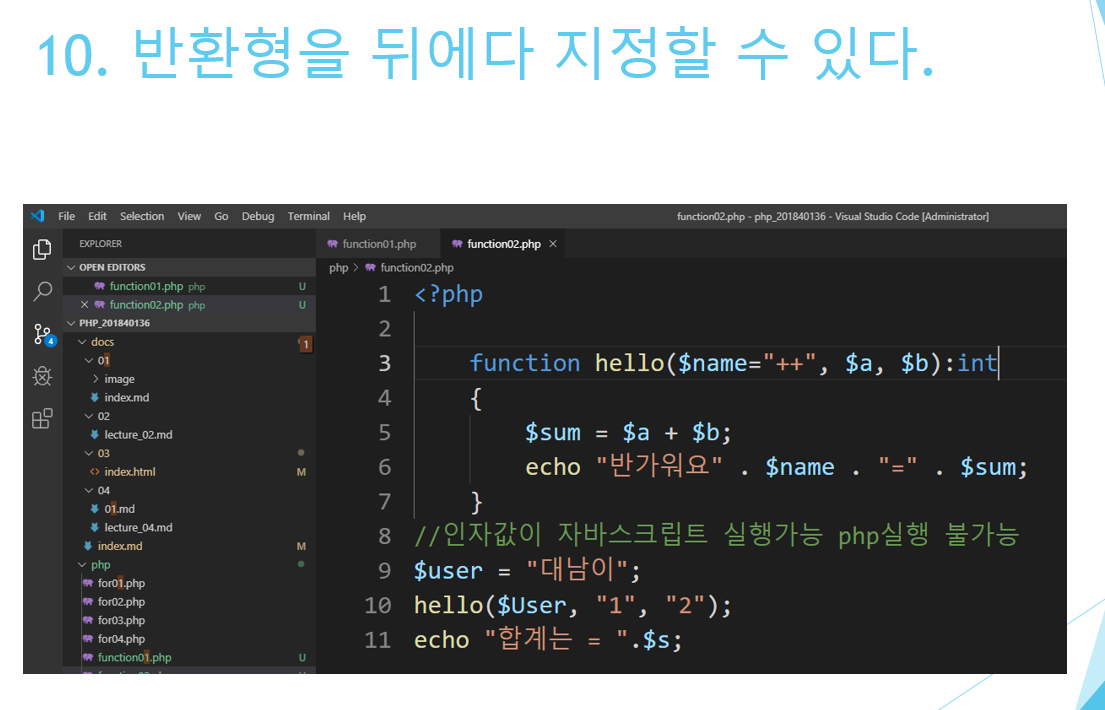 10. 반환형을 뒤에다 지정할 수 있다.
File Edit Selection View Go Debug Terminal Help
function02.php - php_201840136 - Visual Studio Code [Administrator]
EXPLORER
OPEN EDITORS
function01.php php U
function02.php php U
PHP_201840136
docs
1
01
image
index.md
02
lecture_02.md
03
index.html M
04
01.md
lecture_04.md
index.md M
php
for01.php
for02.php
for03.php
for04.php
function01.php U
4
function01.php
function02.php
php > function02.php
1 <?php
2
3 function hello($name="++", $a, $b):int
4 {
5 $sum = $a + $b;
6 echo "반가워요" . $name . "=" . $sum;
7 }
8 //인자값이 자바스크립트 실행가능 php실행 불가능
9 $user = "대남이";
10 hello($User, "1", "2");
11 echo "합계는 = ".$s;